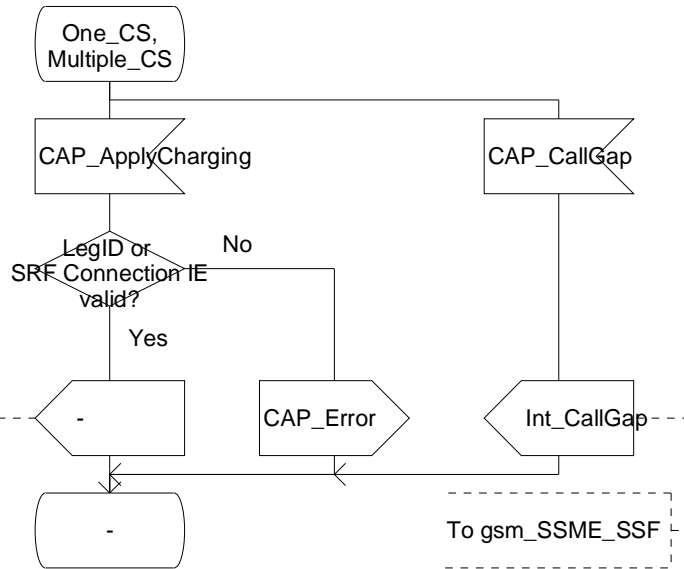 One_CS,
Multiple_CS
CAP_ApplyCharging
CAP_CallGap
LegID or
SRF Connection IE
valid?
No
Yes
-
CAP_Error
Int_CallGap
-
To gsm_SSME_SSF